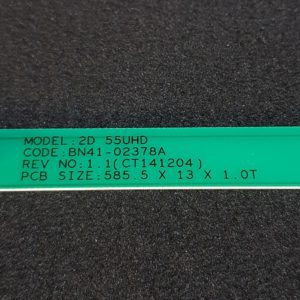 MODEL:2D 55UHD
CODE:BN41-02378A
REV NO:1.1(CT141204)
PCB SIZE:585.5 X 13 X 1.0T